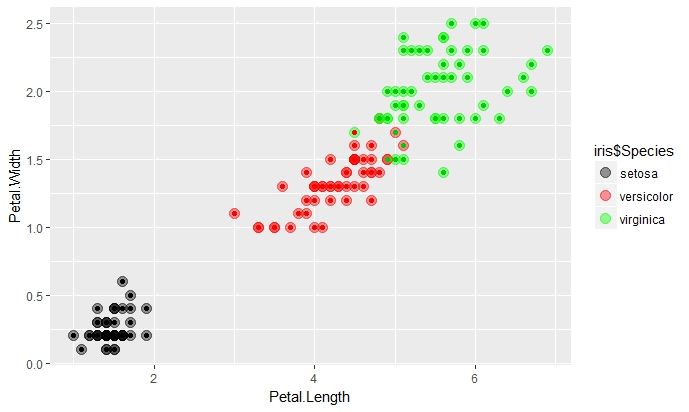 2.5
2.0
1.5
1.0
0.5
0.0
Petal.Width
2
4
6
Petal.Length
iris$Species
setosa
versicolor
virginica